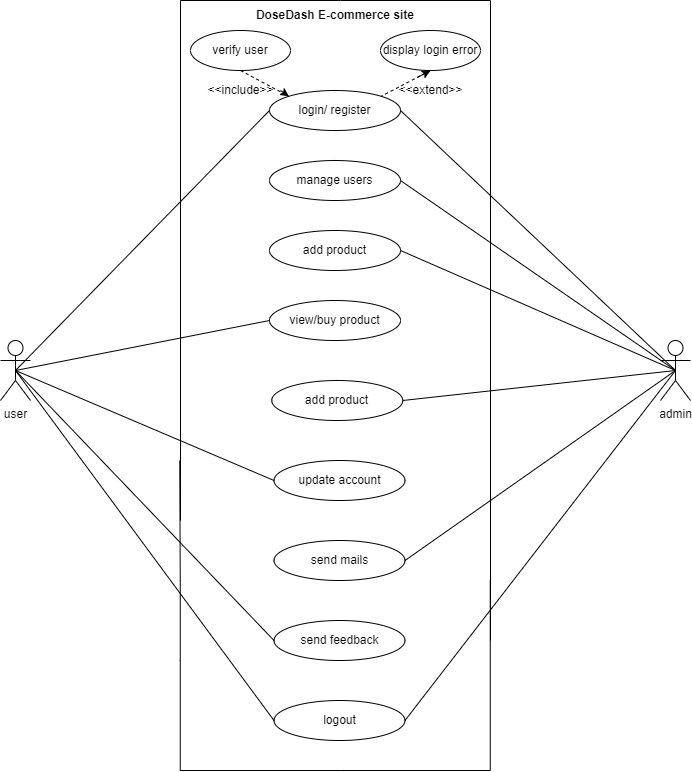 DoseDash E-commerce site
verify user
display login error
<<include>>
<<extend>>
login/ register
manage users
add product
view/buy product
user
admin
add product
update account
send mails
send feedback
logout